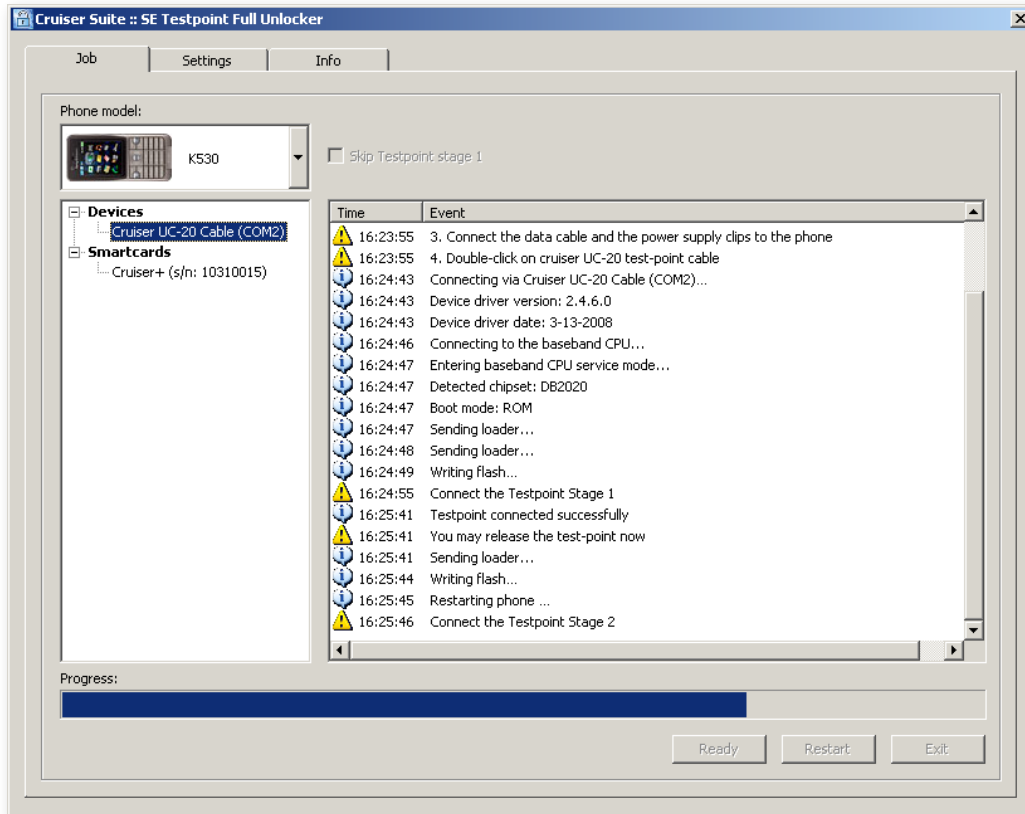 Cruiser Suite :: SE Testpoint Full Unlocker
Job Settings Info
Phone model:
K530
Skip Testpoint stage 1
Devices
Cruiser UC-20 Cable (COM2)
Smartcards
Cruiser+ (s/n: 10310015)
Time Event
16:23:55 3. Connect the data cable and the power supply clips to the phone
16:23:55 4. Double-click on cruiser UC-20 test-point cable
16:24:43 Connecting via Cruiser UC-20 Cable (COM2)...
16:24:43 Device driver version: 2.4.6.0
16:24:43 Device driver date: 3-13-2008
16:24:46 Connecting to the baseband CPU...
16:24:47 Entering baseband CPU service mode...
16:24:47 Detected chipset: DB2020
16:24:47 Boot mode: ROM
16:24:47 Sending loader...
16:24:48 Sending loader...
16:24:49 Writing flash...
16:24:55 Connect the Testpoint Stage 1
16:25:41 Testpoint connected successfully
16:25:41 You may release the test-point now
16:25:41 Sending loader...
16:25:44 Writing flash...
16:25:45 Restarting phone ...
16:25:46 Connect the Testpoint Stage 2
Progress:
Ready Restart Exit